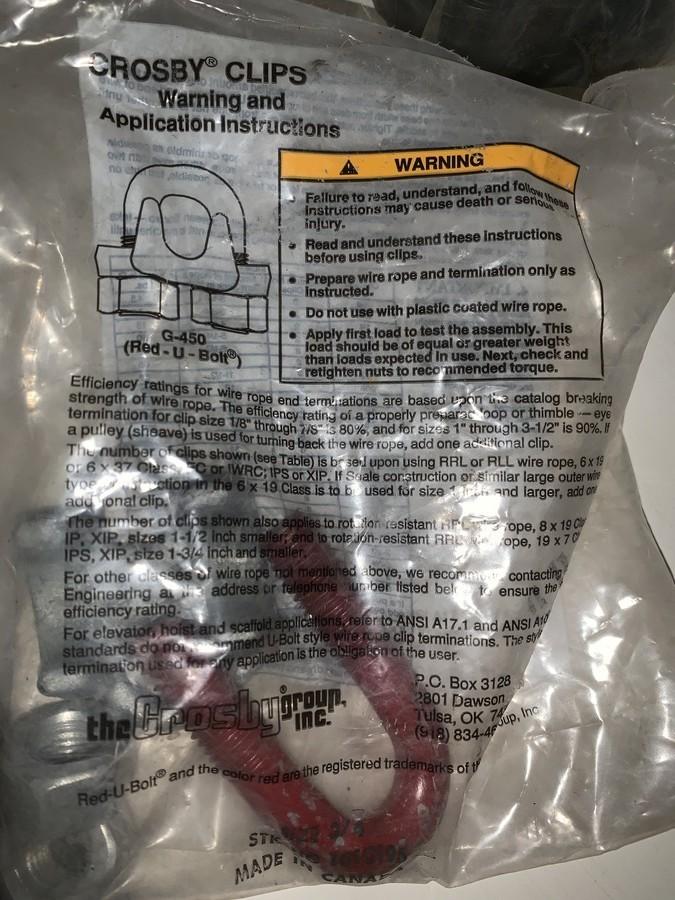 CROSBY® CLIPS
Warning and
Application Instructions
WARNING
• Failure to read, understand, and follow these
instructions may cause death or serious
injury.
• Read and understand these instructions
before using clips.
• Prepare wire rope and termination only as
instructed.
• Do not use with plastic coated wire rope.
• Apply first load to test the assembly. This
load should be of equal or greater weight
than loads expected in use. Next, check and
retighten nuts to recommended torque.
G-450
(Red-U-Bolt®)
Efficiency ratings for wire rope end terminations are based upon the catalog breaking
strength of wire rope. The efficiency rating of a properly prepared loop or thimble — eye
termination for clip size 1/8" through 7/8" is 80%, and for sizes 1" through 3-1/2" is 90%. If
a pulley (sheave) is used for turning back the wire rope, add one additional clip.
The number of clips shown (see Table) is based upon using RRL or RLL wire rope, 6 x 19
or 6 x 37 Class, FC or IWRC; IPS or XIP. If Seale construction or similar large outer wire
type construction in the 6 x 19 Class is to be used for size 1 inch and larger, add one
additional clip.
The number of clips shown also applies to rotation-resistant RRL wire rope, 8 x 19
IP, XIP, sizes 1-1/2 inch smaller; and to rotation-resistant RRL wire rope, 19 x 7
IPS, XIP, size 1-3/4 inch and smaller.
For other classes of wire rope not mentioned above, we recommend contacting
Engineering at the address or telephone number listed below to ensure the
efficiency rating.
For elevator, hoist and scaffold applications, refer to ANSI A17.1 and ANSI
standards do not recommend U-Bolt style wire rope clip terminations. The
termination used for any application is the obligation of the user.
the Crosby® group, INC.
P.O. Box 3128
2801 Dawson
Tulsa, OK
(918) 834-
Red-U-Bolt® and the color red are the registered trademarks of
3/4
MADE IN
CANADA